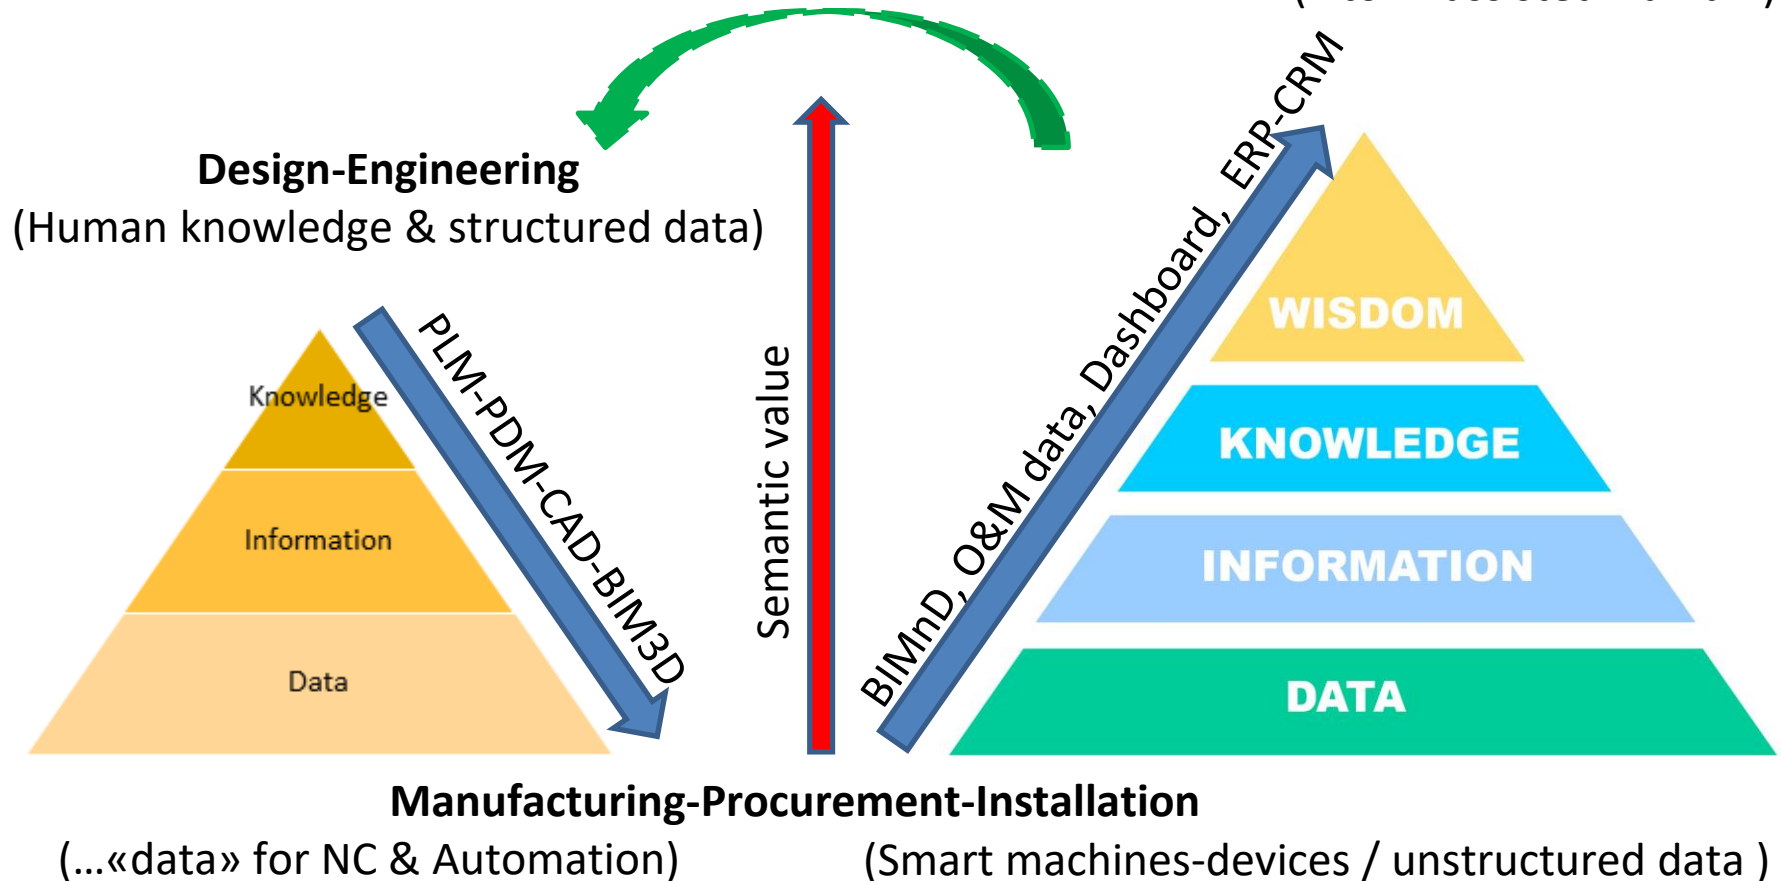 Design-Engineering
(Human knowledge & structured data)
Knowledge
Information
Data
PLM-PDM-CAD-BIM3D
Semantic value
BIMnD, O&M data, Dashboard, ERP-CRM
WISDOM
KNOWLEDGE
INFORMATION
DATA
Manufacturing-Procurement-Installation
(...«data» for NC & Automation)
(Smart machines-devices / unstructured data )